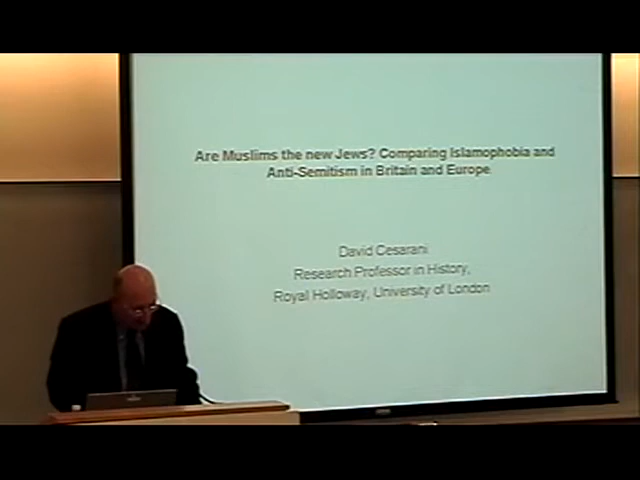 Are Muslims the new Jews? Comparing Islamophobia and
Anti-Semitism in Britain and Europe
David Cesarani
Research Professor in History,
Royal Holloway, University of London